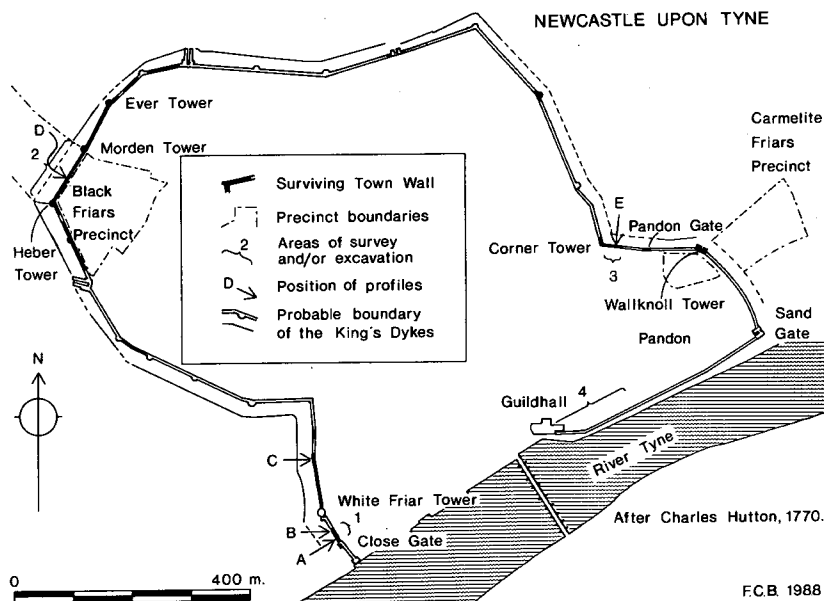 NEWCASTLE UPON TYNE
Ever Tower
Morden Tower
D
2
Black
Friars
Precinct
Heber
Tower
Carmelite
Friars
Precinct
Surviving Town Wall
Precinct boundaries
2
Areas of survey
and/or excavation
D
Position of profiles
Probable boundary
of the King's Dykes
E
Pandon Gate
Corner Tower
3
Wallknoll Tower
Pandon
Sand
Gate
N
Guildhall
4
River Tyne
C
White Friar Tower
1
B
Close Gate
A
After Charles Hutton, 1770.
0
400 m.
F.C.B. 1988